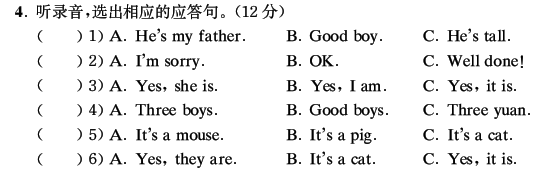 4. 听录音,选出相应的应答句。(12分)
(    )1) A. He's my father.    B. Good boy.    C. He's tall.
(    )2) A. I'm sorry.    B. OK.    C. Well done!
(    )3) A. Yes, she is.    B. Yes, I am.    C. Yes, it is.
(    )4) A. Three boys.    B. Good boys.    C. Three yuan.
(    )5) A. It's a mouse.    B. It's a pig.    C. It's a cat.
(    )6) A. Yes, they are.    B. It's a cat.    C. Yes, it is.